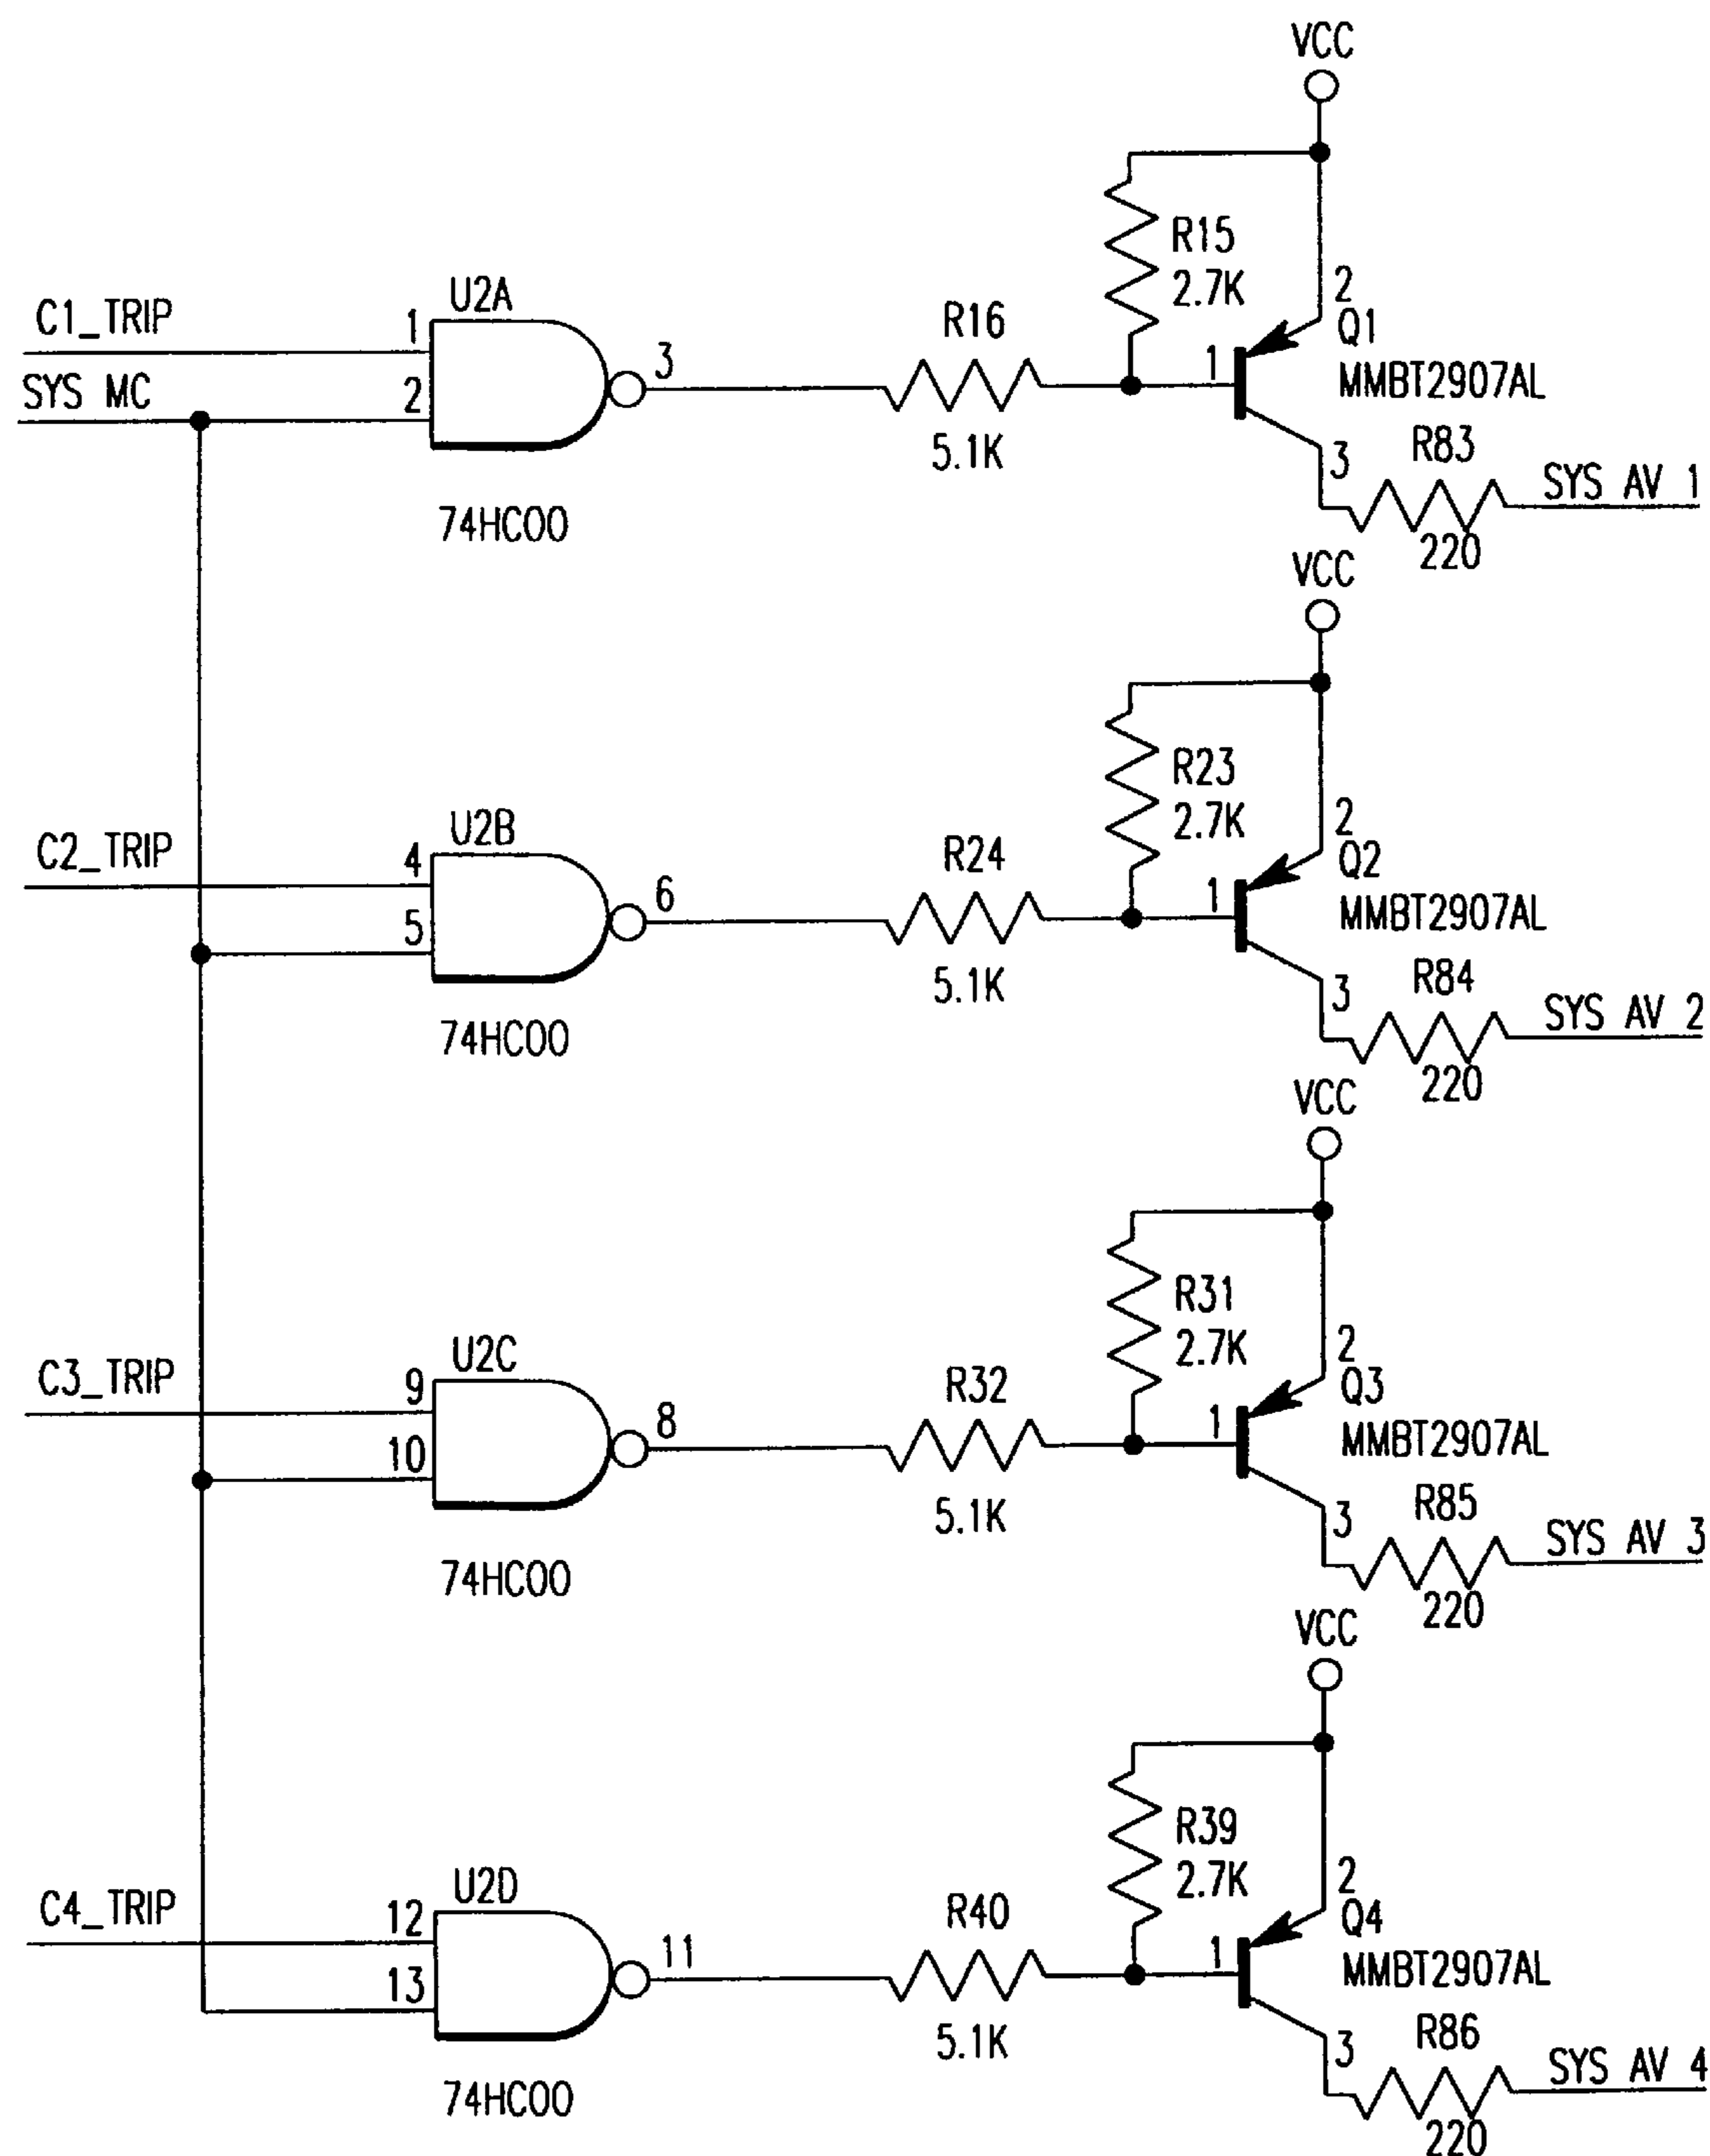 VCC
R15
2.7K
2
Q1
MMBT2907AL
C1_TRIP
1
U2A
SYS MC
2
3
74HC00
R16
5.1K
1
3
R83
220
SYS AV 1
VCC
R23
2.7K
2
Q2
MMBT2907AL
C2_TRIP
4
U2B
5
6
74HC00
R24
5.1K
1
3
R84
220
SYS AV 2
VCC
R31
2.7K
2
Q3
MMBT2907AL
C3_TRIP
9
U2C
10
8
74HC00
R32
5.1K
1
3
R85
220
SYS AV 3
VCC
R39
2.7K
2
Q4
MMBT2907AL
C4_TRIP
12
U2D
13
11
74HC00
R40
5.1K
1
3
R86
220
SYS AV 4